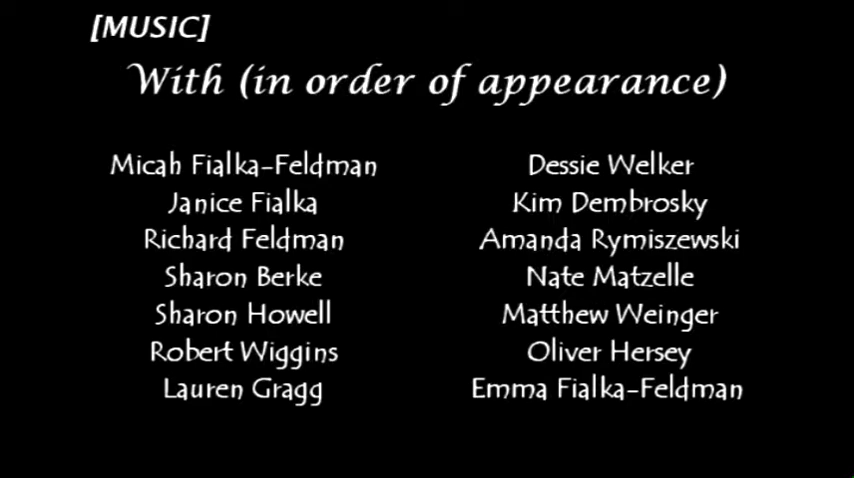 [MUSIC]
With (in order of appearance)
Micah Fialka-Feldman
Janice Fialka
Richard Feldman
Sharon Berke
Sharon Howell
Robert Wiggins
Lauren Gragg
Dessie Welker
Kim Dembrosky
Amanda Rymiszewski
Nate Matzelle
Matthew Weinger
Oliver Hersey
Emma Fialka-Feldman